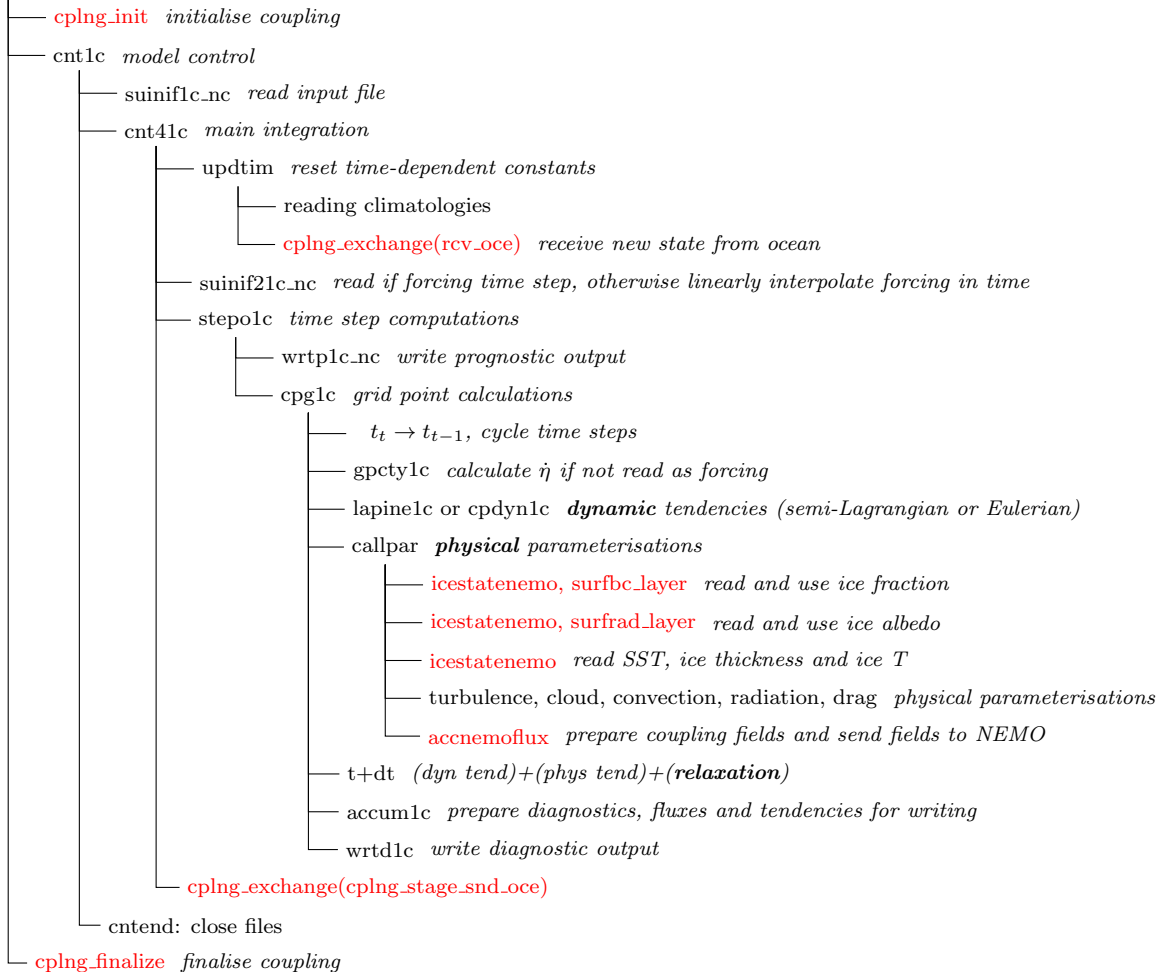 cplng_init initialise coupling
cnt1c model control
suinif1c_nc read input file
cnt41c main integration
updtim reset time-dependent constants
reading climatologies
cplng_exchange(rcv_oce) receive new state from ocean
suinif21c_nc read if forcing time step, otherwise linearly interpolate forcing in time
stepo1c time step computations
wrtp1c_nc write prognostic output
cpg1c grid point calculations
t_t → t_{t−1}, cycle time steps
gpcty1c calculate η̇ if not read as forcing
lapine1c or cpdyn1c dynamic tendencies (semi-Lagrangian or Eulerian)
callpar physical parameterisations
icestatenemo, surfbc_layer read and use ice fraction
icestatenemo, surfrad_layer read and use ice albedo
icestatenemo read SST, ice thickness and ice T
turbulence, cloud, convection, radiation, drag physical parameterisations
accnemoflux prepare coupling fields and send fields to NEMO
t+dt (dyn tend)+(phys tend)+(relaxation)
accum1c prepare diagnostics, fluxes and tendencies for writing
wrtd1c write diagnostic output
cplng_exchange(cplng_stage_snd_oce)
cntend: close files
cplng_finalize finalise coupling